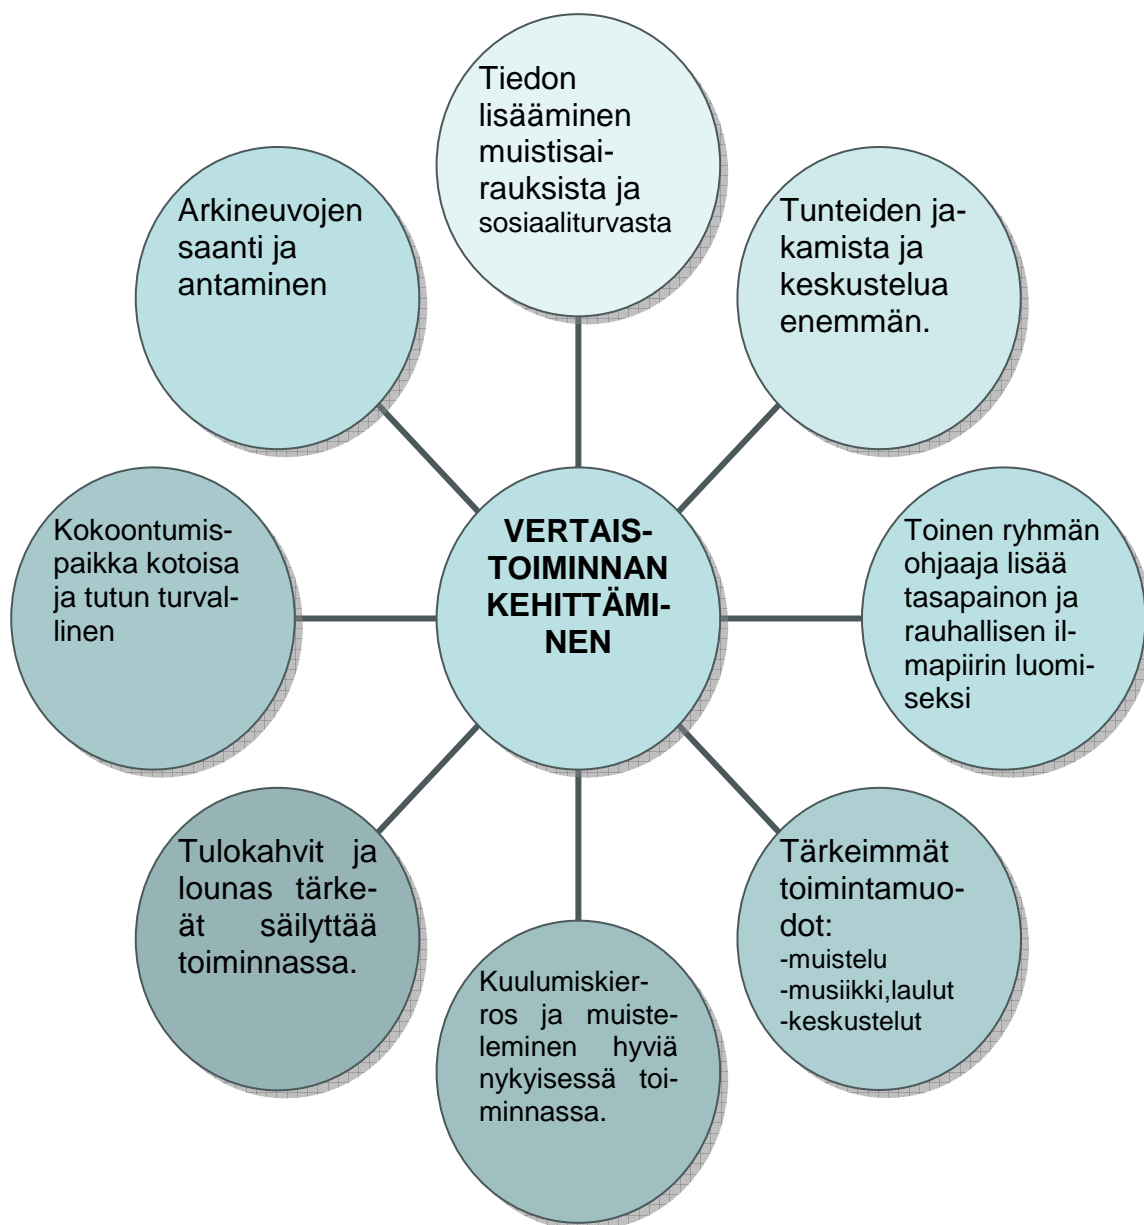 Tiedon
lisääminen
muistisai-
rauksista ja
sosiaaliturvasta
Tunteiden ja-
kamista ja
keskustelua
enemmän.
Toinen ryhmän
ohjaaja lisää
tasapainon ja
rauhallisen il-
mapiirin luomi-
seksi
Tärkeimmät
toimintamuo-
dot:
-muistelu
-musiikki,laulut
-keskustelut
Kuulumiskier-
ros ja muiste-
leminen hyviä
nykyisessä toi-
minnassa.
Tulokahvit ja
lounas tärke-
ät säilyttää
toiminnassa.
Kokoontumis-
paikka kotoisa
ja tutun turval-
linen
Arkineuvojen
saanti ja
antaminen
VERTAIS-
TOIMINNAN
KEHITTÄMI-
NEN